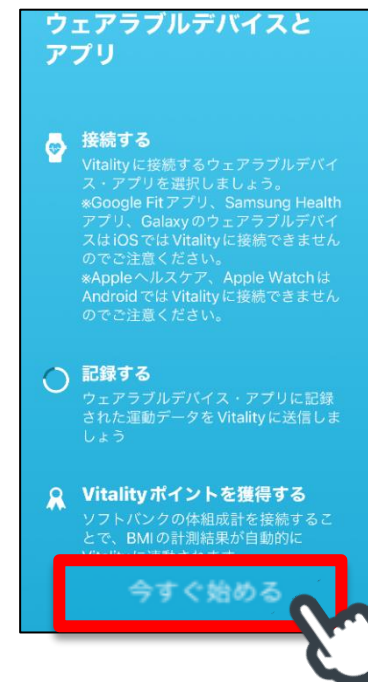 ウェアラブルデバイスと
アプリ
接続する
Vitalityに接続するウェアラブルデバイ
ス・アプリを選択しましょう。
※Google Fitアプリ、Samsung Health
アプリ、Galaxyのウェアラブルデバイ
スはiOSではVitalityに接続できません
のでご注意ください。
※Appleヘルスケア、Apple Watchは
AndroidではVitalityに接続できません
のでご注意ください。
記録する
ウェアラブルデバイス・アプリに記録
された運動データをVitalityに送信しま
しょう
Vitalityポイントを獲得する
ソフトバンクの体組成計を接続するこ
とで、BMIの計測結果が自動的に
今すぐ始める